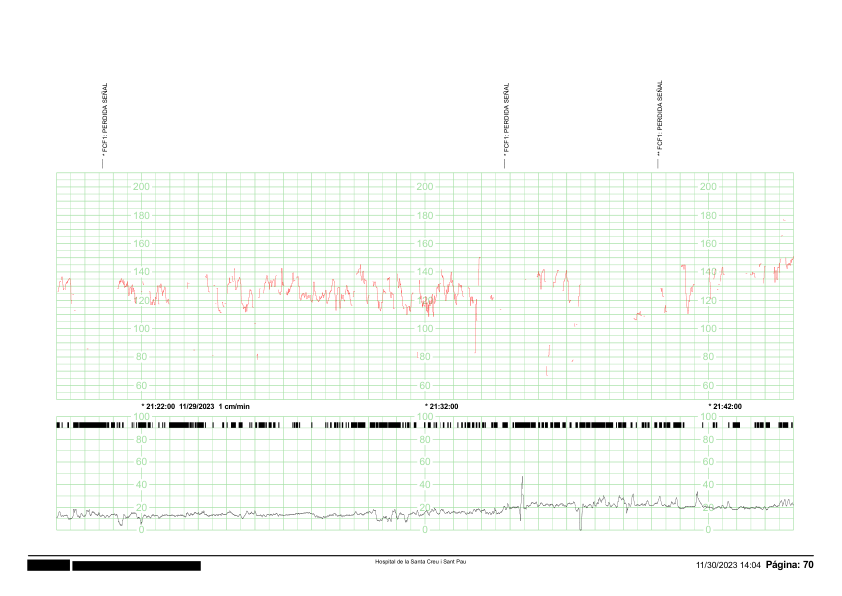 * FCF1: PERDIDA SEÑAL
* FCF1: PERDIDA SEÑAL
** FCF1: PERDIDA SEÑAL
200 200 200
180 180 180
160 160 160
140 140 140
120 120 120
100 100 100
80 80 80
60 60 60
* 21:22:00 11/29/2023 1 cm/min * 21:32:00 * 21:42:00
100 100 100
80 80 80
60 60 60
40 40 40
20 20 20
0 0 0
Hospital de la Santa Creu i Sant Pau
11/30/2023 14:04 Página: 70